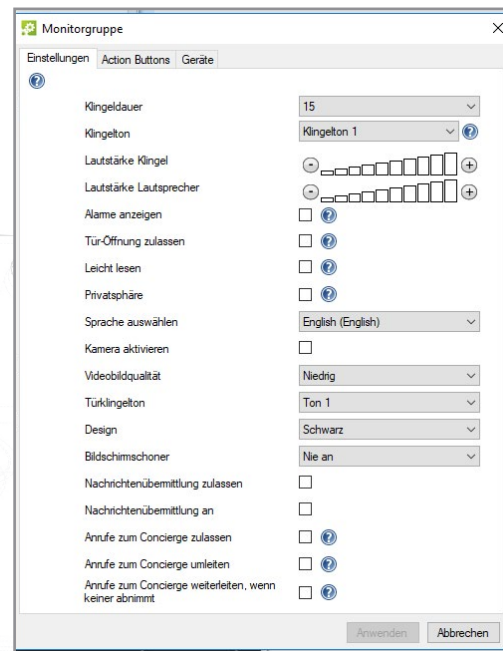 Monitorgruppe
Einstellungen Action Buttons Geräte
Klingeldauer 15
Klingelton Klingelton 1
Lautstärke Klingel
Lautstärke Lautsprecher
Alarme anzeigen
Tür-Öffnung zulassen
Leicht lesen
Privatsphäre
Sprache auswählen English (English)
Kamera aktivieren
Videobildqualität Niedrig
Türklingelton Ton 1
Design Schwarz
Bildschirmschoner Nie an
Nachrichtenübermittlung zulassen
Nachrichtenübermittlung an
Anrufe zum Concierge zulassen
Anrufe zum Concierge umleiten
Anrufe zum Concierge weiterleiten, wenn
keiner abnimmt
Anwenden Abbrechen